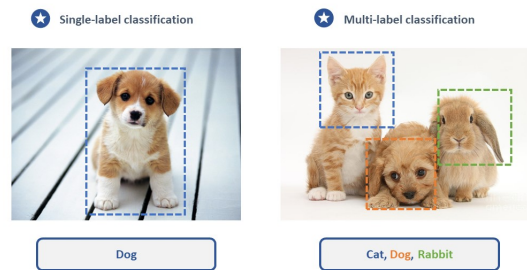 Single-label classification
Multi-label classification
Dog
Cat, Dog, Rabbit